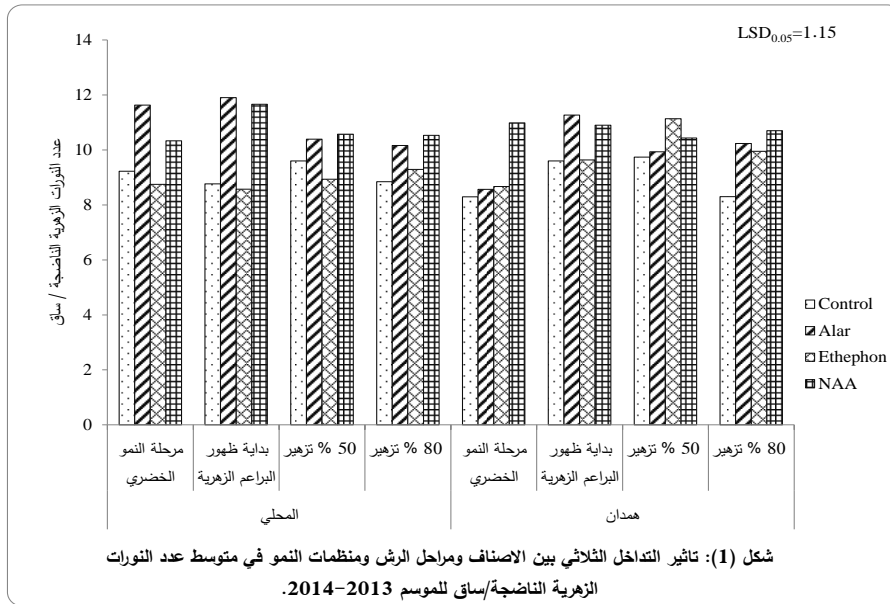 LSD0.05=1.15
14
12
10
8
6
4
2
0
عدد النورات الزهرية الناضجة / ساق
Control
Alar
Ethephon
NAA
مرحلة النمو الخضري
بداية ظهور البراعم الزهرية
50 % تزهير
80 % تزهير
مرحلة النمو الخضري
بداية ظهور البراعم الزهرية
50 % تزهير
80 % تزهير
المحلي
همدان
شكل (1): تاثير التداخل الثلاثي بين الاصناف ومراحل الرش ومنظمات النمو في متوسط عدد النورات
الزهرية الناضجة/ساق للموسم 2013-2014.